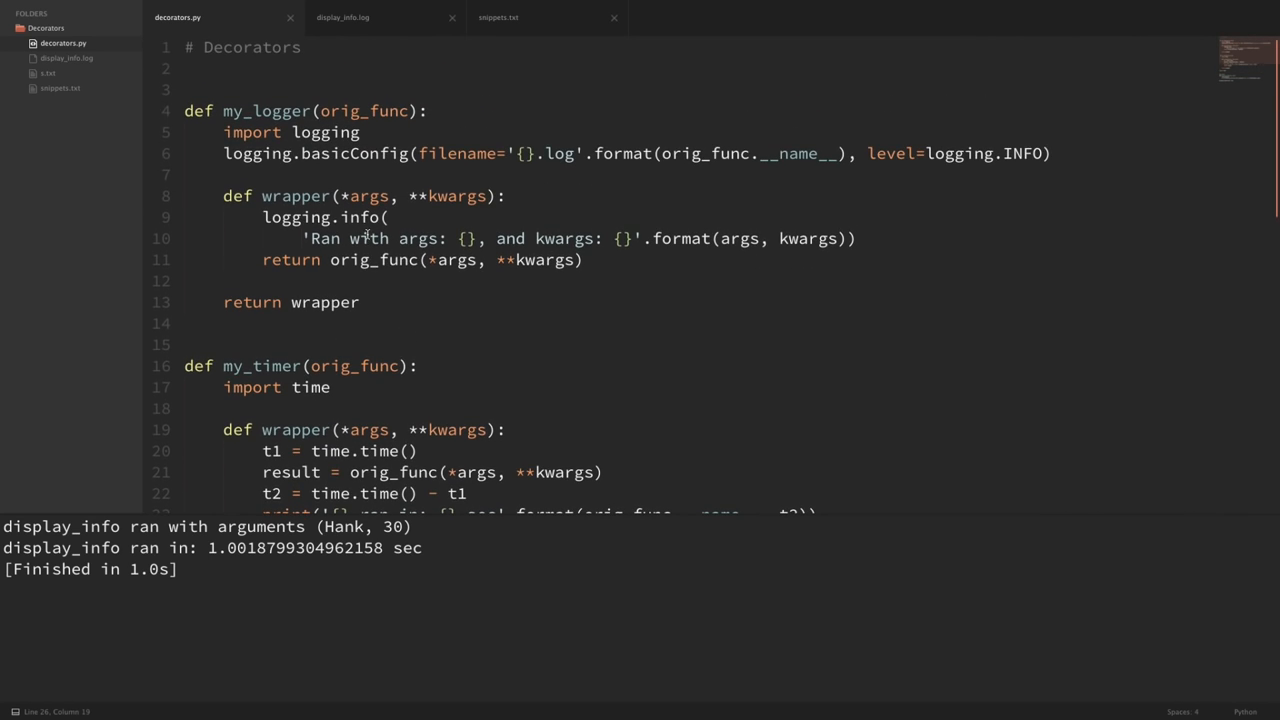 FOLDERS
Decorators
decorators.py
display_info.log
s.txt
snippets.txt
decorators.py
display_info.log
snippets.txt
1 # Decorators
2
3
4 def my_logger(orig_func):
5 import logging
6 logging.basicConfig(filename='{}.log'.format(orig_func.__name__), level=logging.INFO)
7
8 def wrapper(*args, **kwargs):
9 logging.info(
10 'Ran with args: {}, and kwargs: {}'.format(args, kwargs))
11 return orig_func(*args, **kwargs)
12
13 return wrapper
14
15
16 def my_timer(orig_func):
17 import time
18
19 def wrapper(*args, **kwargs):
20 t1 = time.time()
21 result = orig_func(*args, **kwargs)
22 t2 = time.time() - t1
display_info ran with arguments (Hank, 30)
display_info ran in: 1.0018799304962158 sec
[Finished in 1.0s]
Line 26, Column 19
Spaces: 4
Python